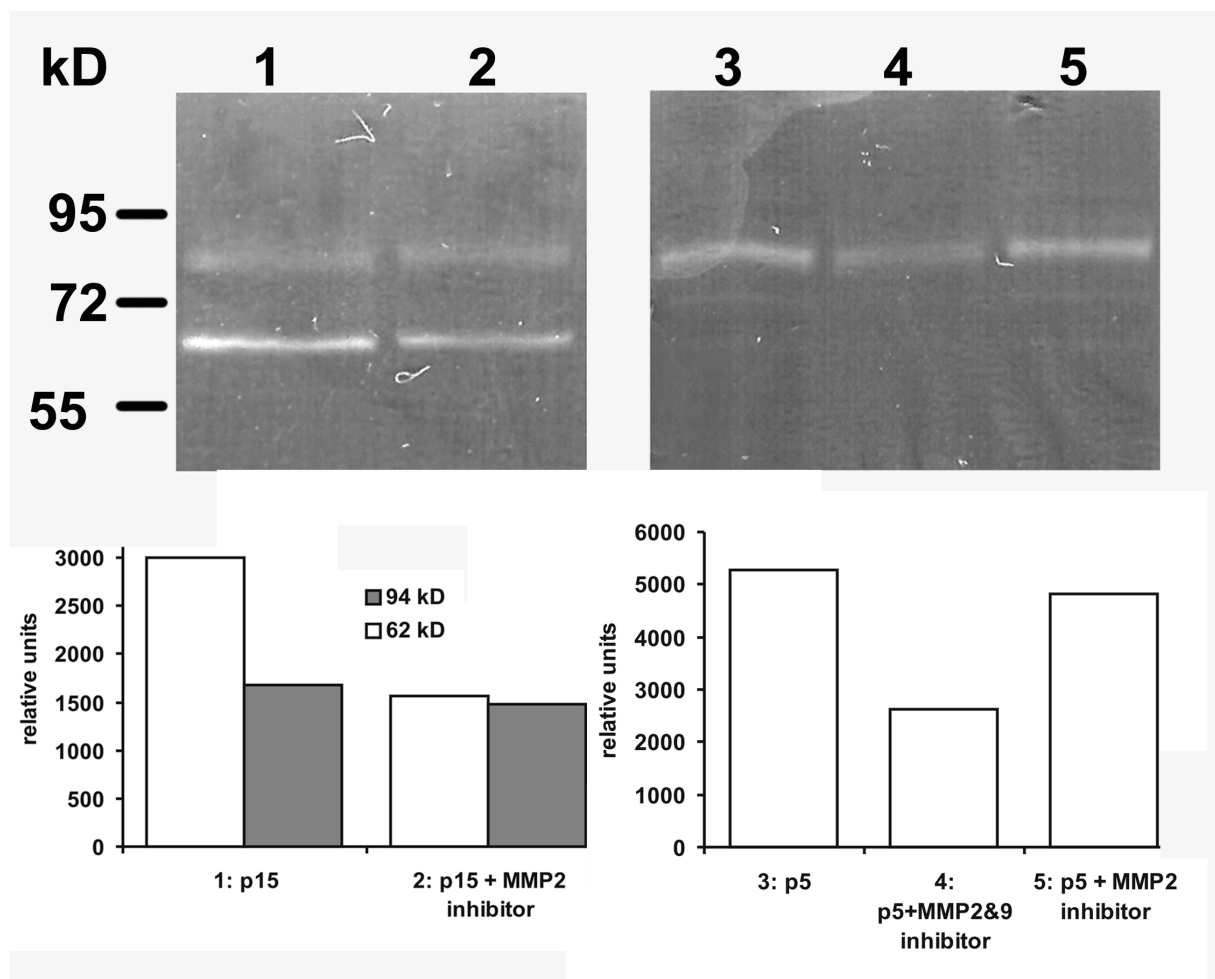 kD 1 2 3 4 5
95
72
55
3000
2500
2000
1500
1000
500
0
relative units
94 kD
62 kD
1: p15
2: p15 + MMP2
inhibitor
6000
5000
4000
3000
2000
1000
0
relative units
3: p5
4:
p5+MMP2&9
inhibitor
5: p5 + MMP2
inhibitor